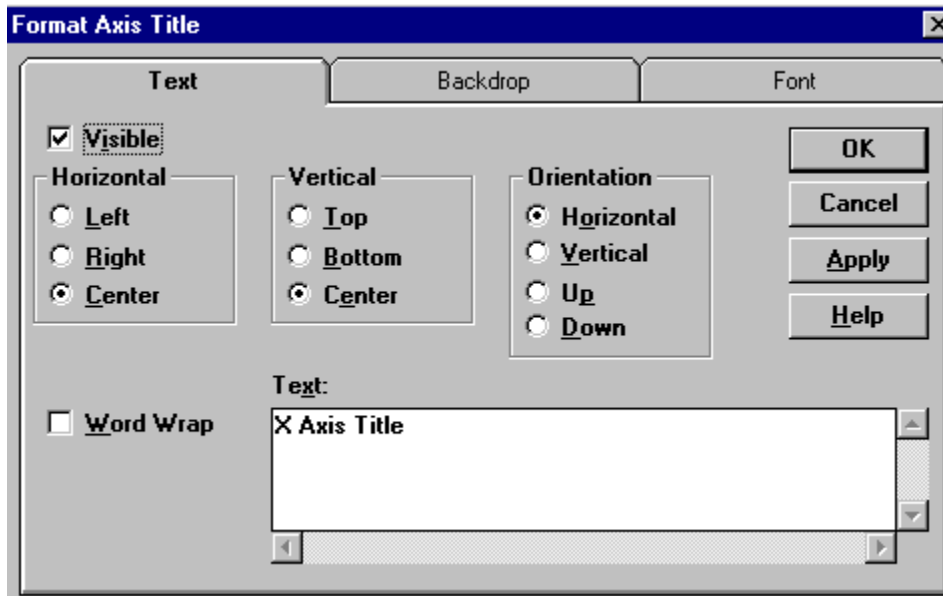 Format Axis Title
Text
Backdrop
Font
Visible
OK
Horizontal
Vertical
Orientation
Left
Top
Horizontal
Cancel
Right
Bottom
Vertical
Apply
Center
Center
Up
Help
Down
Text:
Word Wrap
X Axis Title